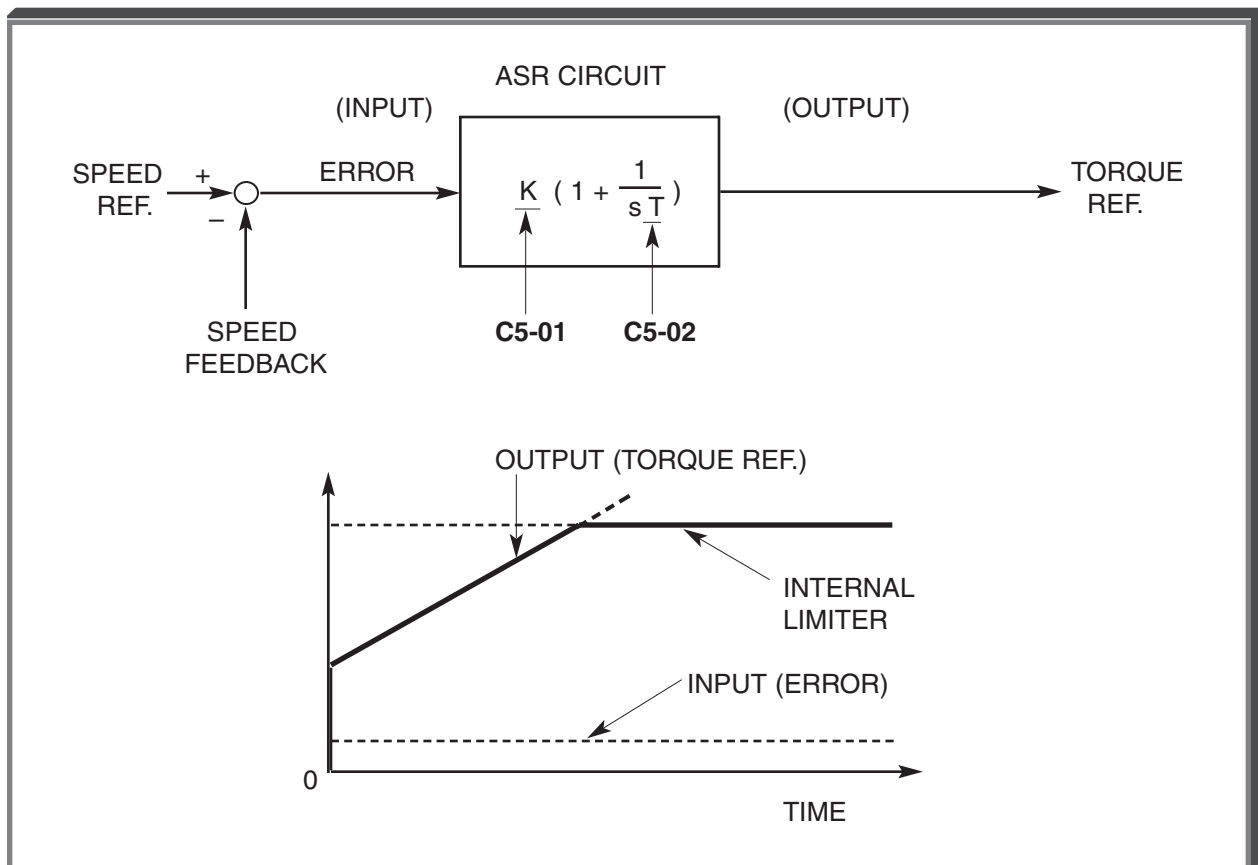 ASR CIRCUIT
(INPUT)
(OUTPUT)
SPEED
REF.
+
–
ERROR
K ( 1 + 1
s T )
TORQUE
REF.
SPEED
FEEDBACK
C5-01
C5-02
OUTPUT (TORQUE REF.)
INTERNAL
LIMITER
INPUT (ERROR)
0
TIME